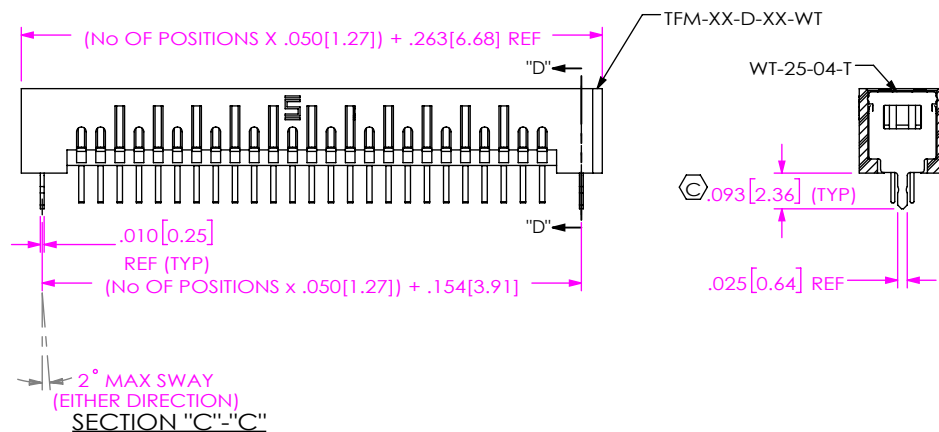 TFM-XX-D-XX-WT
(No OF POSITIONS X .050[1.27]) + .263[6.68] REF
"D"
WT-25-04-T
C .093[2.36] (TYP)
.010[0.25]
REF (TYP)
"D"
(No OF POSITIONS x .050[1.27]) + .154[3.91]
.025[0.64] REF
2° MAX SWAY
(EITHER DIRECTION)
SECTION "C"-"C"